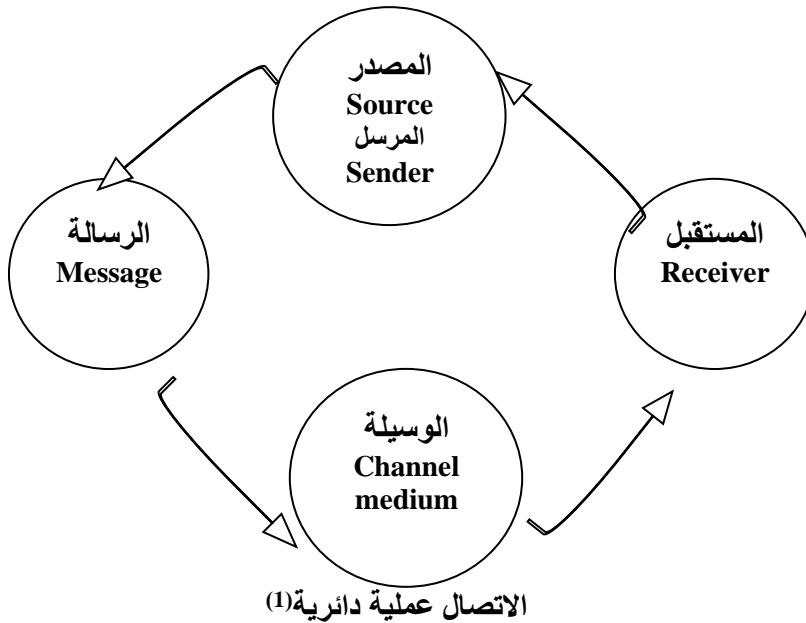 المصدر
Source
المرسل
Sender
الرسالة
Message
المستقبل
Receiver
الوسيلة
Channel
medium
الاتصال عملية دائرية(1)